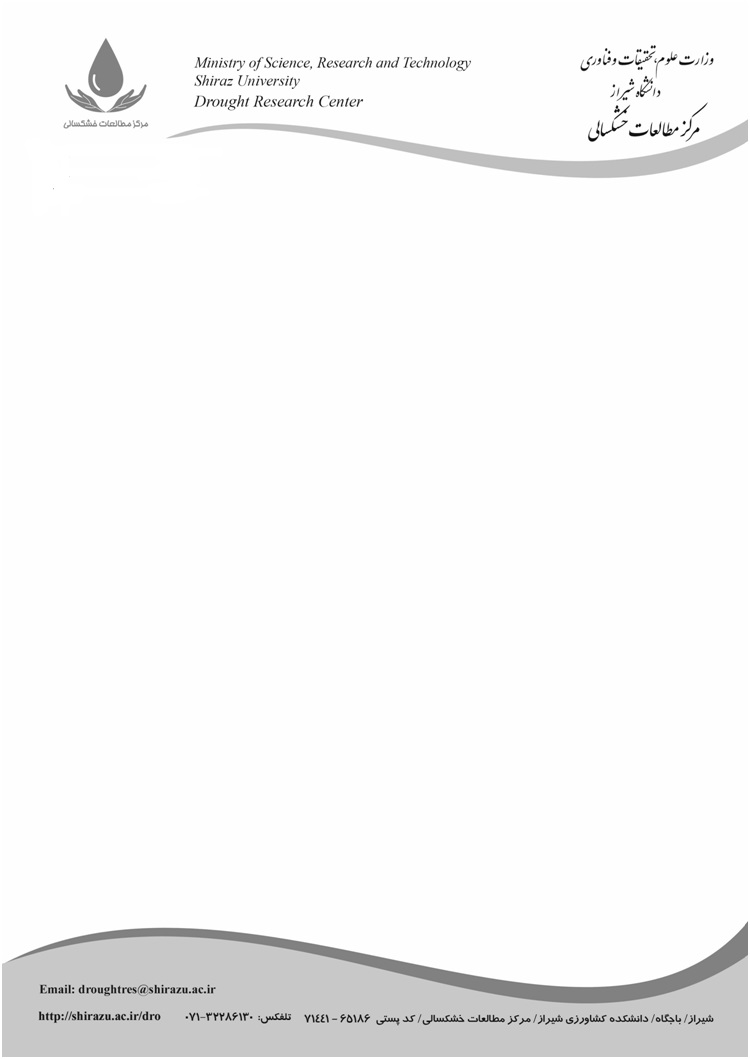 Ministry of Science, Research and Technology
Shiraz University
Drought Research Center
وزارت علوم، تحقیقات و فناوری
دانشگاه شیراز
مرکز مطالعات خشکسالی
مرکز مطالعات خشکسالی
Email: droughtres@shirazu.ac.ir
http://shirazu.ac.ir/dro
شیراز/ باجگاه/ دانشکده کشاورزی شیراز/ مرکز مطالعات خشکسالی/ کد پستی ۶۵۱۸۶ - ۷۱۴۴۱ تلفکس: ۳۲۲۸۶۱۳۰-۰۷۱